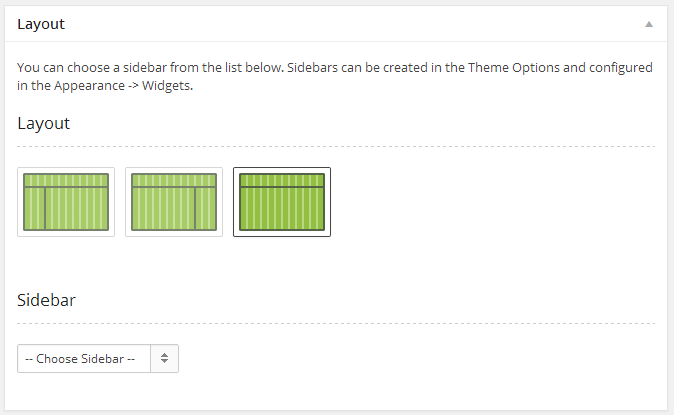 Layout
You can choose a sidebar from the list below. Sidebars can be created in the Theme Options and configured
in the Appearance -> Widgets.
Layout
Sidebar
-- Choose Sidebar --